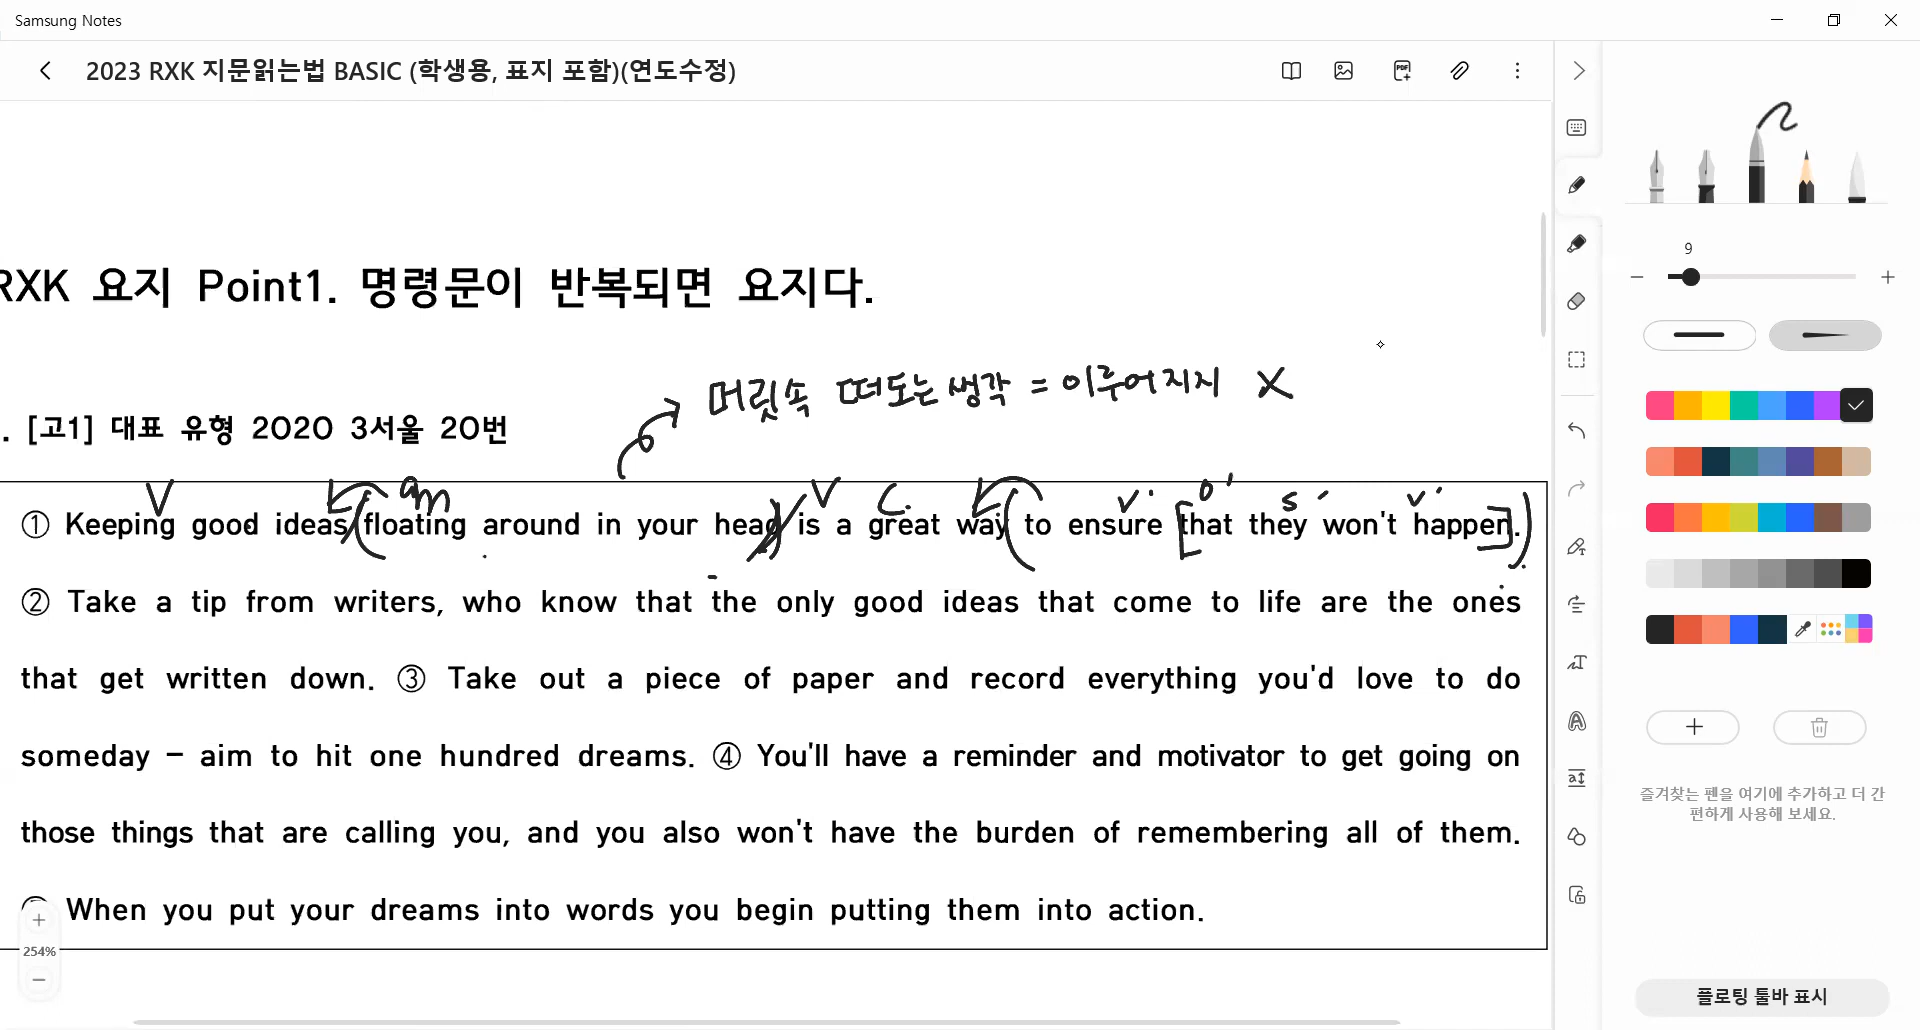 Samsung Notes
2023 RXK 지문읽는법 BASIC (학생용, 표지 포함)(연도수정)
PDF
9
RXK 요지 Point1. 명령문이 반복되면 요지다.
머릿속 떠도는생각 = 이루어지지 X
. [고1] 대표 유형 2020 3서울 20번
V am V C. V' o' s' v'
① Keeping good ideas (floating around in your head) is a great way (to ensure [that they won't happen].)
② Take a tip from writers, who know that the only good ideas that come to life are the ones
that get written down. ③ Take out a piece of paper and record everything you'd love to do
someday – aim to hit one hundred dreams. ④ You'll have a reminder and motivator to get going on
those things that are calling you, and you also won't have the burden of remembering all of them.
When you put your dreams into words you begin putting them into action.
254%
즐겨찾는 펜을 여기에 추가하고 더 간
편하게 사용해 보세요.
플로팅 툴바 표시